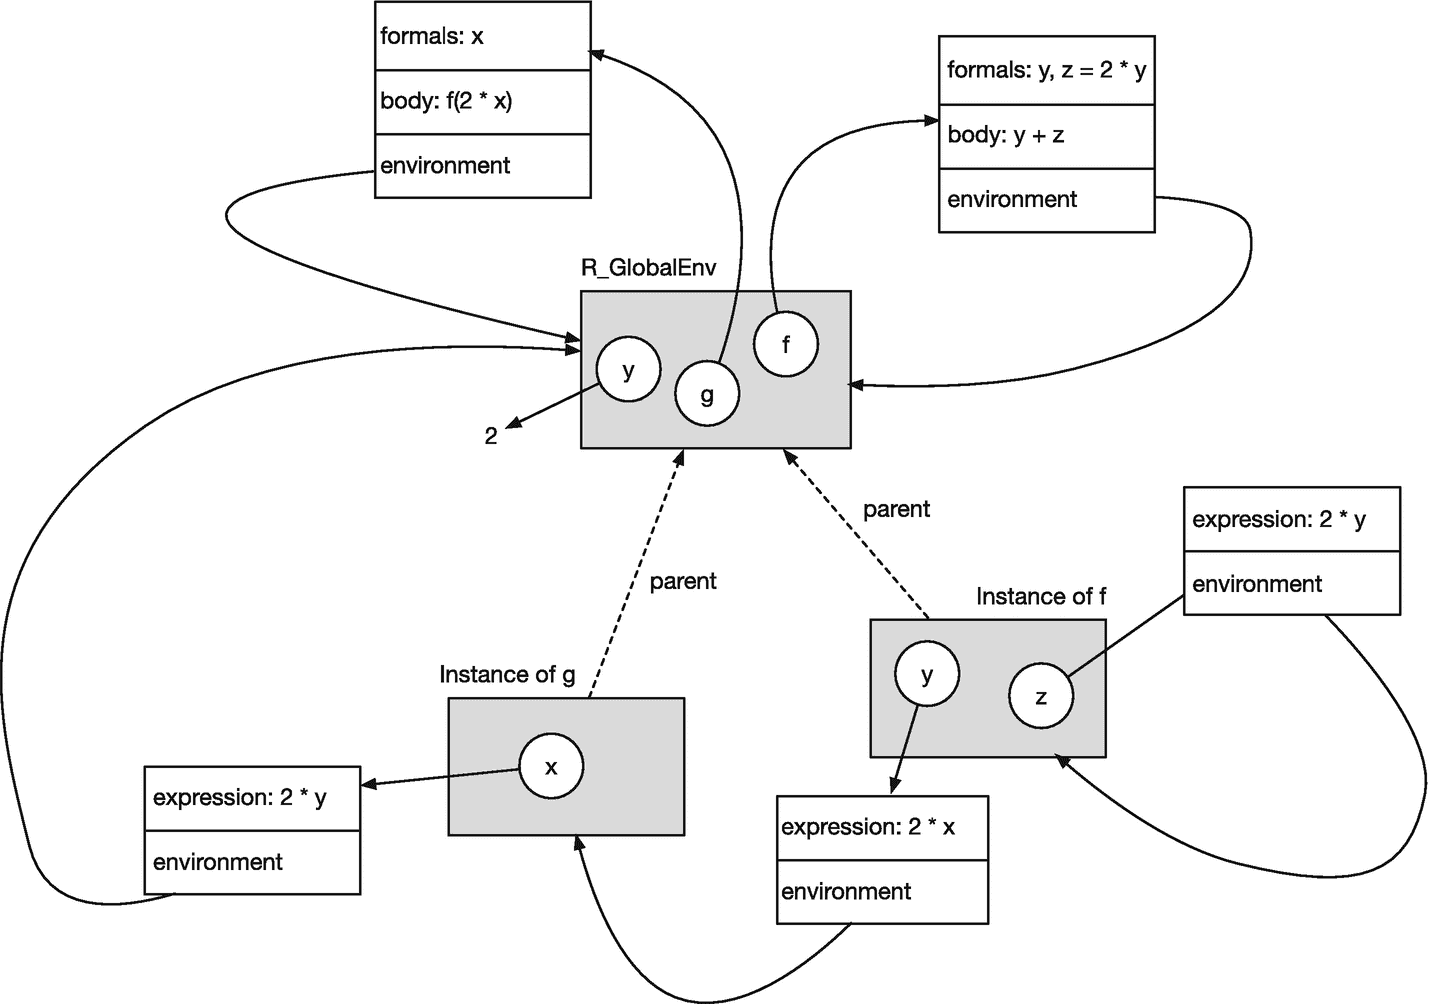 formals: x
body: f(2 * x)
environment
formals: y, z = 2 * y
body: y + z
environment
R_GlobalEnv
y
g
f
2
parent
parent
expression: 2 * y
environment
Instance of f
y
z
Instance of g
x
expression: 2 * y
environment
expression: 2 * x
environment